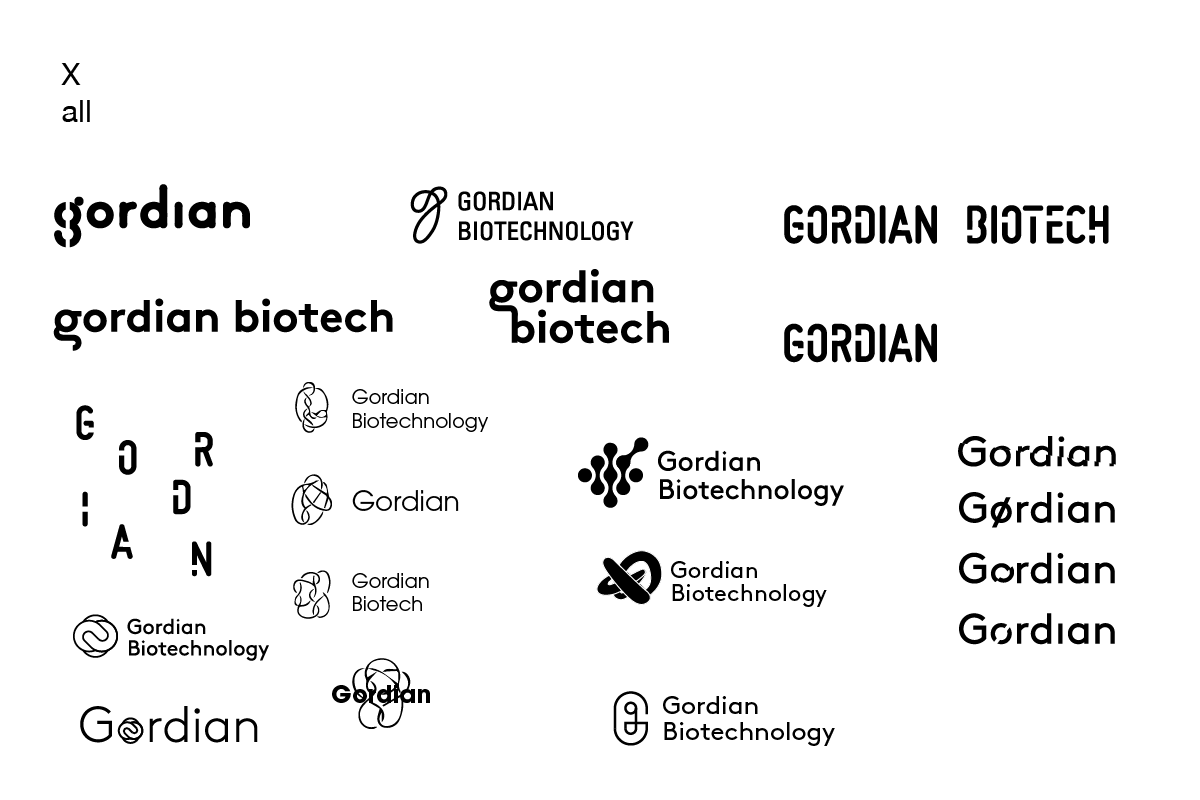 X
all
gordian
GORDIAN
BIOTECHNOLOGY
GORDIAN BIOTECH
gordian biotech
gordian
biotech
GORDIAN
Gordian
Biotechnology
G
O
R
D
I
A
N
Gordian
Gordian
Biotech
Gordian
Biotechnology
Gordian
Gordian
Gordian
Biotechnology
Gordian
Biotechnology
Gordian
Biotechnology
Gordian
Gørdian
Gordian
Gordıan